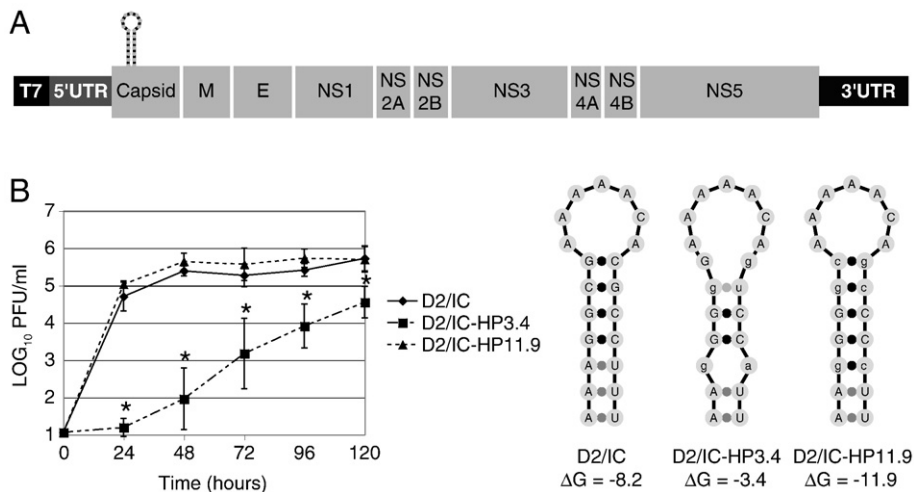 A
T7
5'UTR
Capsid
M
E
NS1
NS
2A
NS
2B
NS3
NS
4A
NS
4B
NS5
3'UTR
B
LOG10 PFU/ml
7
6
5
4
3
2
1
* * * * *
0 24 48 72 96 120
Time (hours)
D2/IC
D2/IC-HP3.4
D2/IC-HP11.9
A A A
A C
A A
G C
C G
G C
G C
A U
A U
A U
D2/IC
ΔG = -8.2
A A A
A C
A A
G g
g u
G C
G C
g a
A U
A U
D2/IC-HP3.4
ΔG = -3.4
A A A
A C
A A
c g
G c
G C
G C
g c
A U
A U
D2/IC-HP11.9
ΔG = -11.9